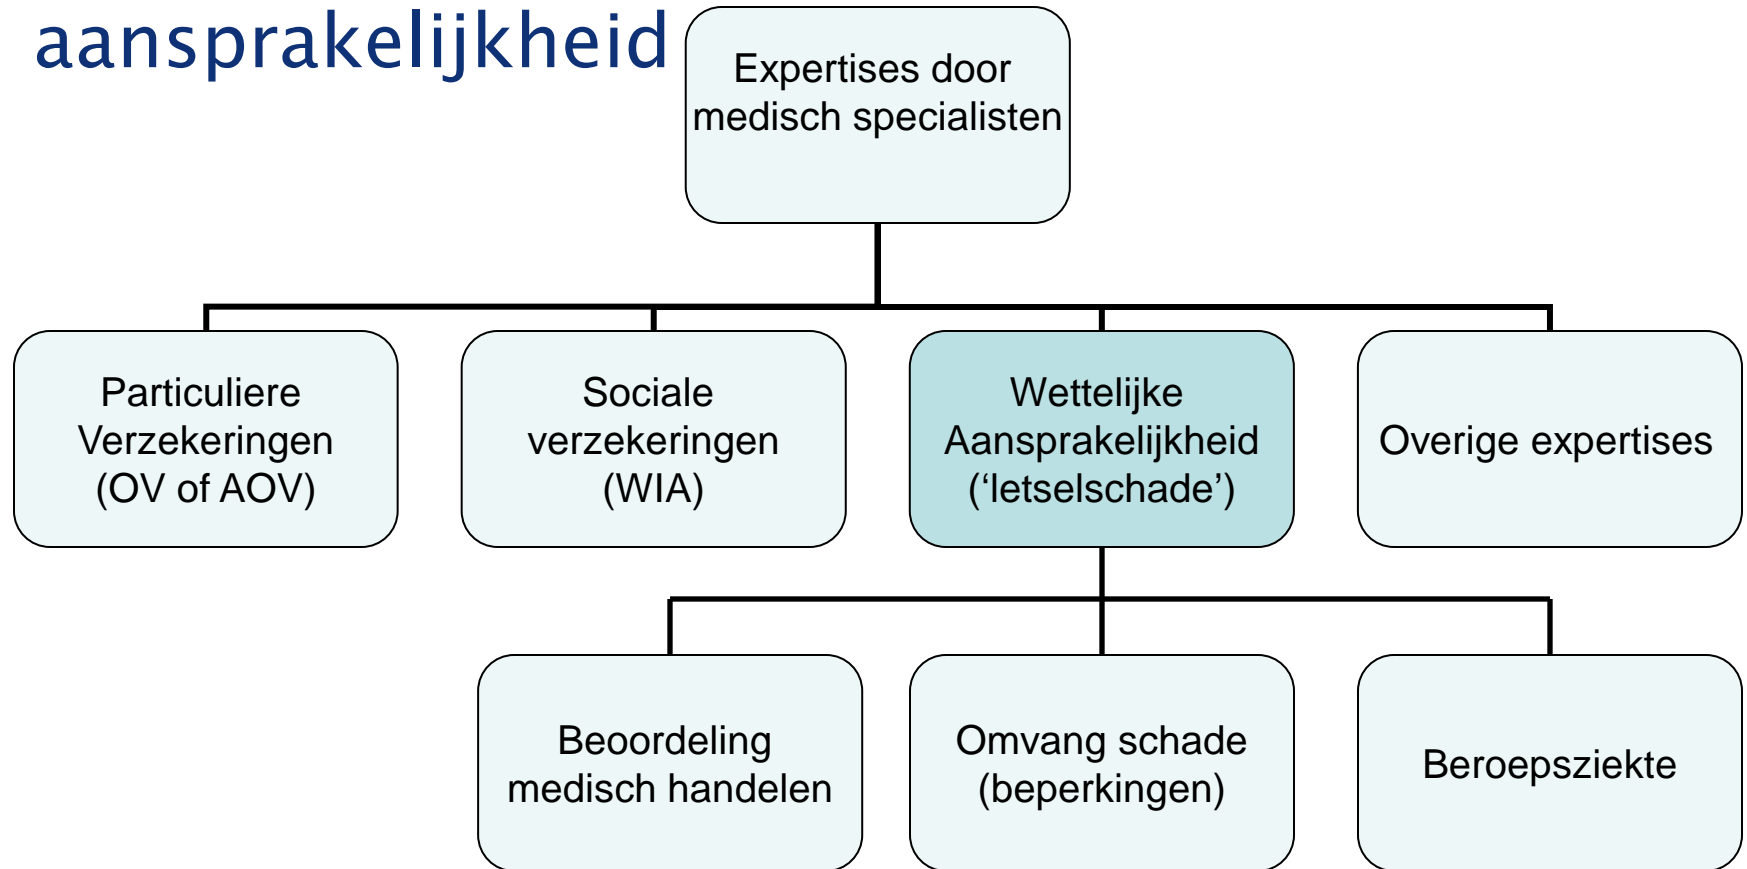 aansprakelijkheid
Expertises door
medisch specialisten
Particuliere
Verzekeringen
(OV of AOV)
Sociale
verzekeringen
(WIA)
Wettelijke
Aansprakelijkheid
(‘letselschade’)
Overige expertises
Beoordeling
medisch handelen
Omvang schade
(beperkingen)
Beroepsziekte